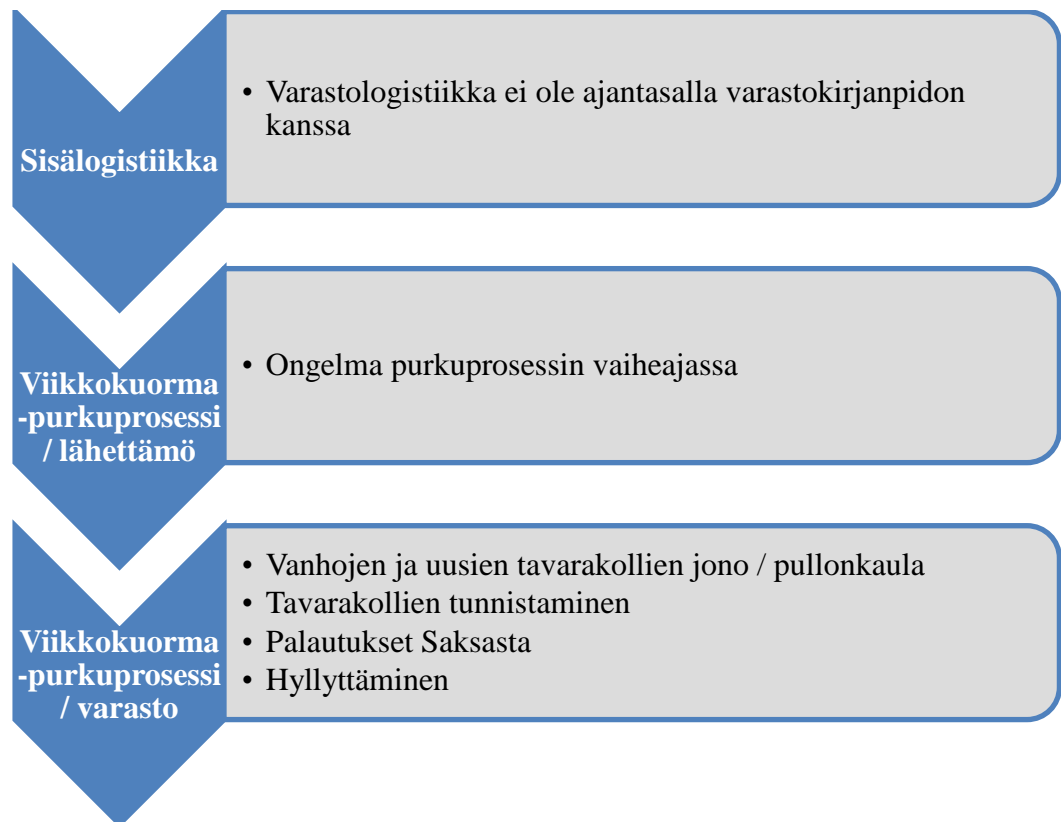 Sisälogistiikka
• Varastologistiikka ei ole ajantasalla varastokirjanpidon
kanssa
Viikkokuorma
-purkuprosessi
/ lähettämö
• Ongelma purkuprosessin vaiheajassa
Viikkokuorma
-purkuprosessi
/ varasto
• Vanhojen ja uusien tavarakollien jono / pullonkaula
• Tavarakollien tunnistaminen
• Palautukset Saksasta
• Hyllyttäminen